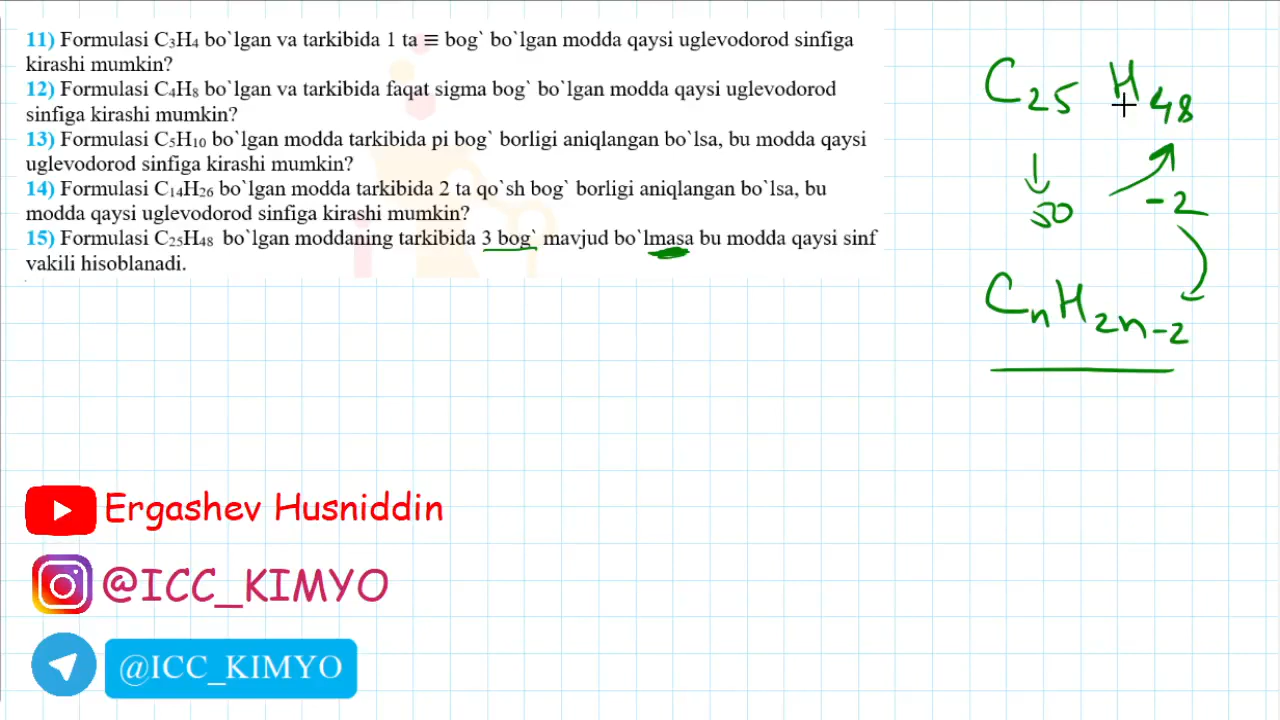 11) Formulasi C₃H₄ bo`lgan va tarkibida 1 ta ≡ bog` bo`lgan modda qaysi uglevodorod sinfiga
kirashi mumkin?
12) Formulasi C₄H₈ bo`lgan va tarkibida faqat sigma bog` bo`lgan modda qaysi uglevodorod
sinfiga kirashi mumkin?
13) Formulasi C₅H₁₀ bo`lgan modda tarkibida pi bog` borligi aniqlangan bo`lsa, bu modda qaysi
uglevodorod sinfiga kirashi mumkin?
14) Formulasi C₁₄H₂₆ bo`lgan modda tarkibida 2 ta qo`sh bog` borligi aniqlangan bo`lsa, bu
modda qaysi uglevodorod sinfiga kirashi mumkin?
15) Formulasi C₂₅H₄₈ bo`lgan moddaning tarkibida 3 bog` mavjud bo`lmasa bu modda qaysi sinf
vakili hisoblanadi.
C₂₅ H₄₈
50 -2
CₙH₂ₙ₋₂
Ergashev Husniddin
@ICC_KIMYO
@ICC_KIMYO